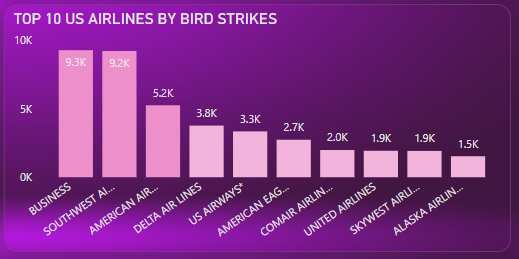 TOP 10 US AIRLINES BY BIRD STRIKES
10K
5K
0K
9.3K
9.2K
5.2K
3.8K
3.3K
2.7K
2.0K
1.9K
1.9K
1.5K
BUSINESS
SOUTHWEST AI...
AMERICAN AIR...
DELTA AIR LINES
US AIRWAYS*
AMERICAN EAG...
COMAIR AIRLIN...
UNITED AIRLINES
SKYWEST AIRLI...
ALASKA AIRLIN...